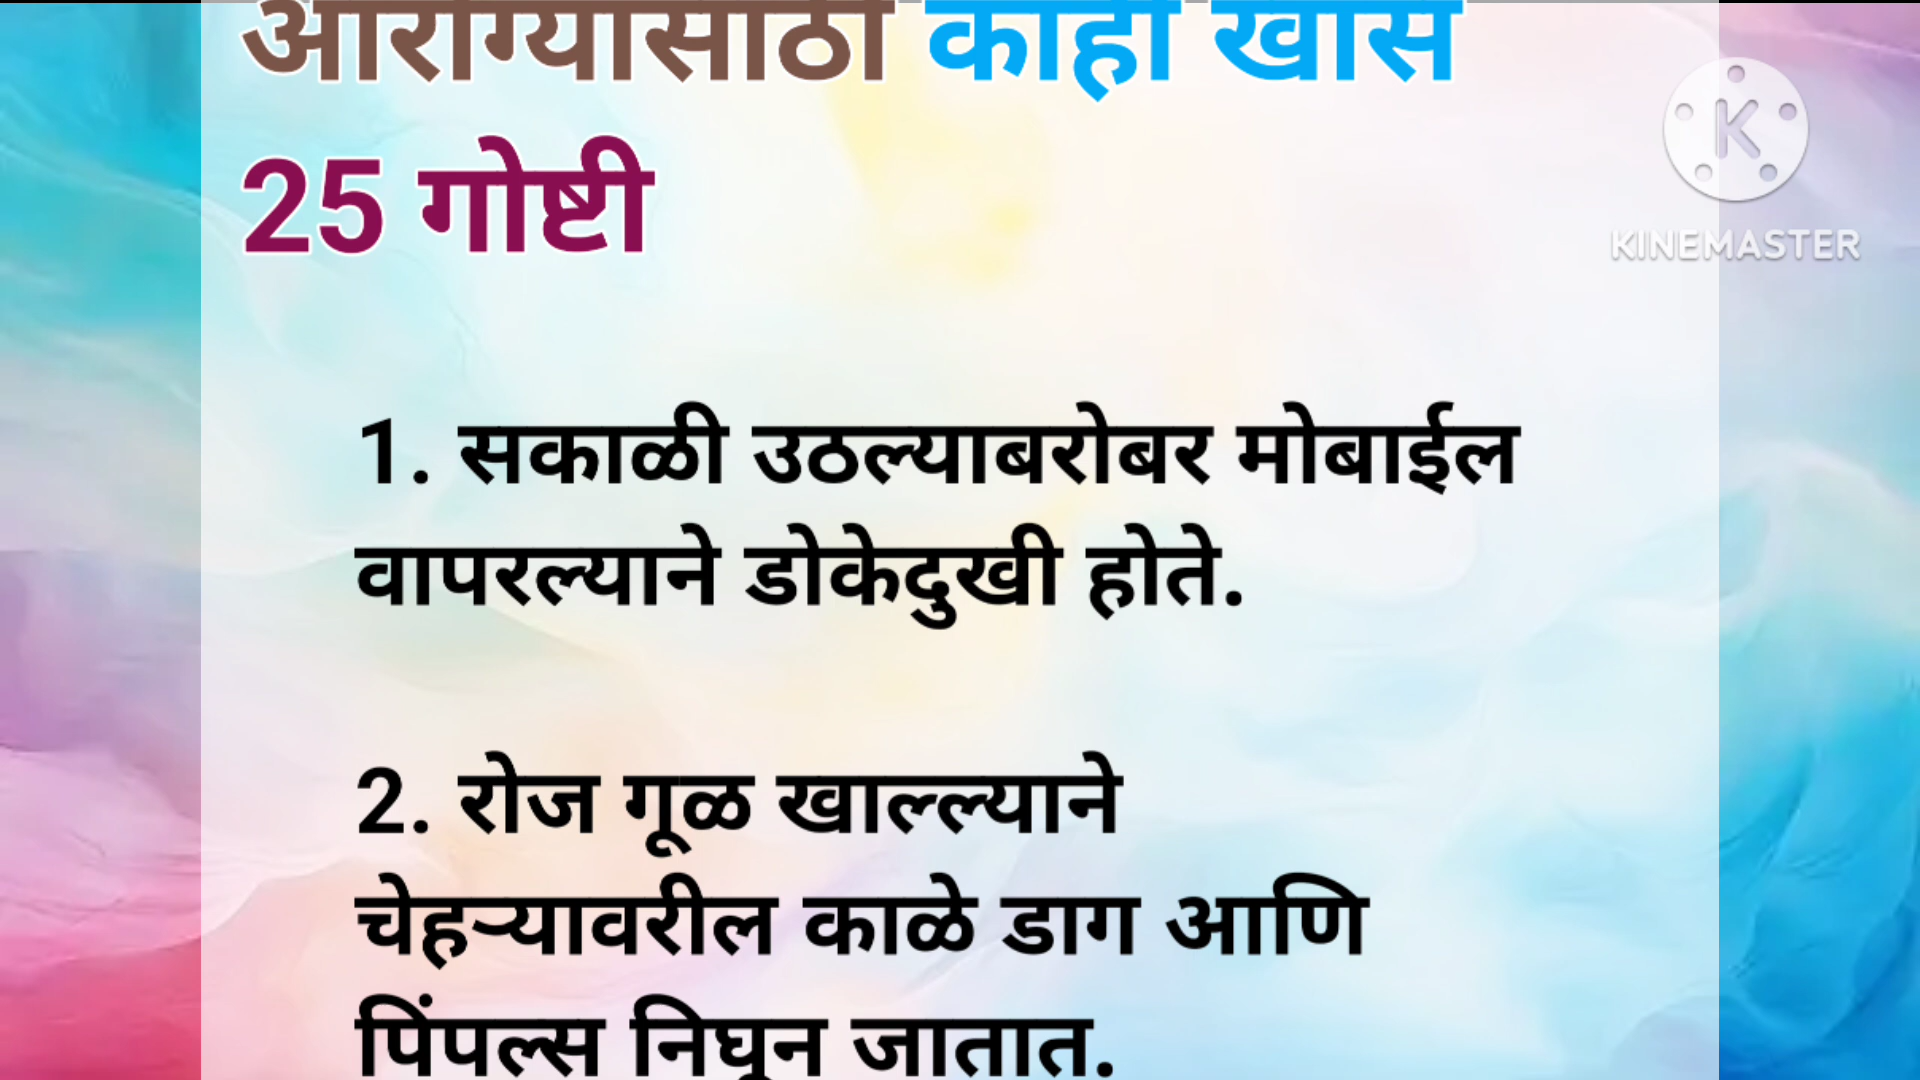 आरोग्यासाठी काही खास
25 गोष्टी
KINEMASTER
1. सकाळी उठल्याबरोबर मोबाईल
वापरल्याने डोकेदुखी होते.
2. रोज गूळ खाल्ल्याने
चेहऱ्यावरील काळे डाग आणि
पिंपल्स निघून जातात.